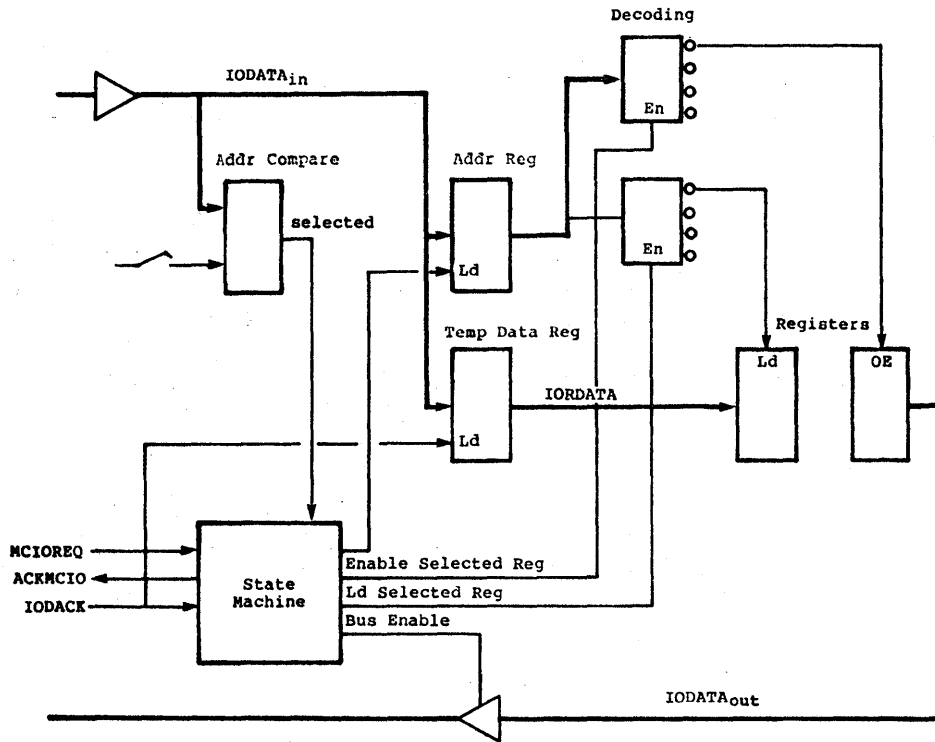 Decoding
IODATAin
En
Addr Compare
Addr Reg
selected
En
Ld
Temp Data Reg
Registers
Ld
OE
IORDATA
Ld
MCIOREQ
Enable Selected Reg
ACKMCIO
State
Machine
Ld Selected Reg
IODACK
Bus Enable
IODATAout